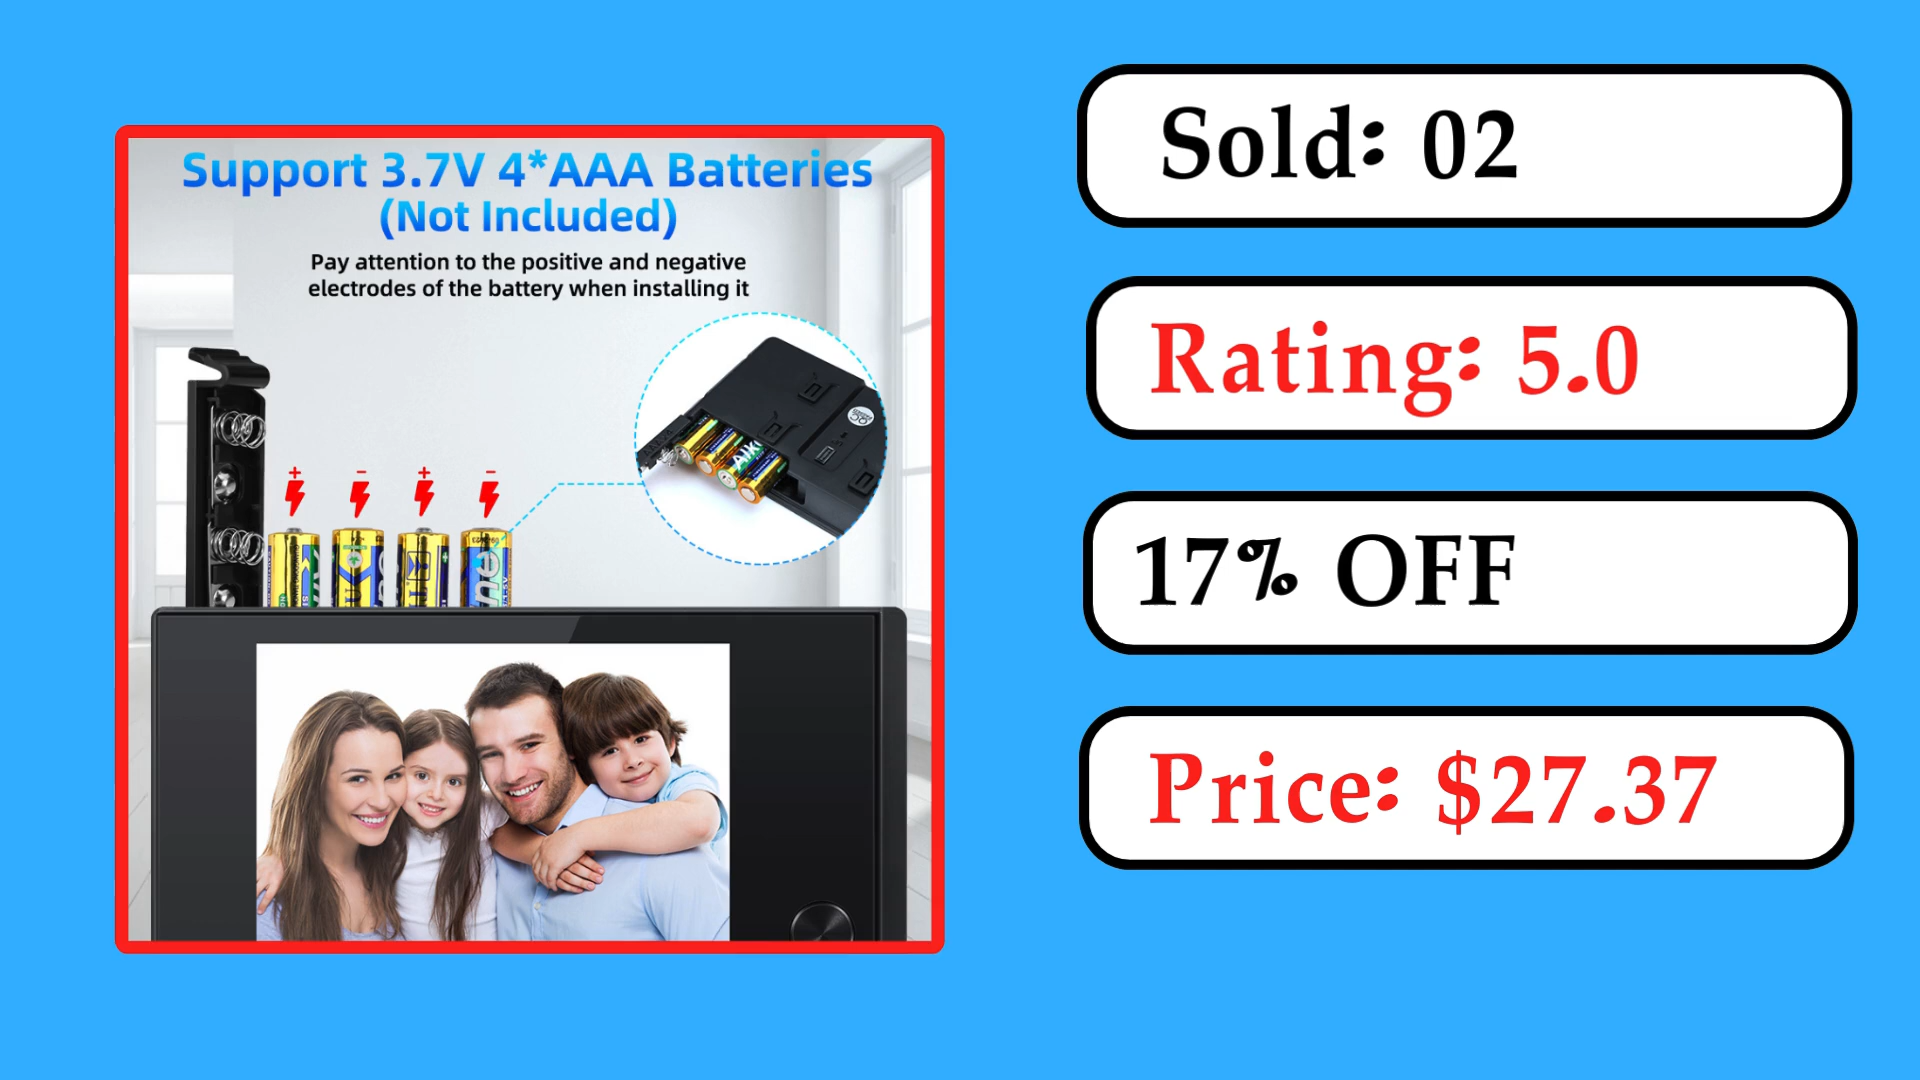 Support 3.7V 4*AAA Batteries
(Not Included)
Pay attention to the positive and negative
electrodes of the battery when installing it
Sold: 02
Rating: 5.0
17% OFF
Price: $27.37